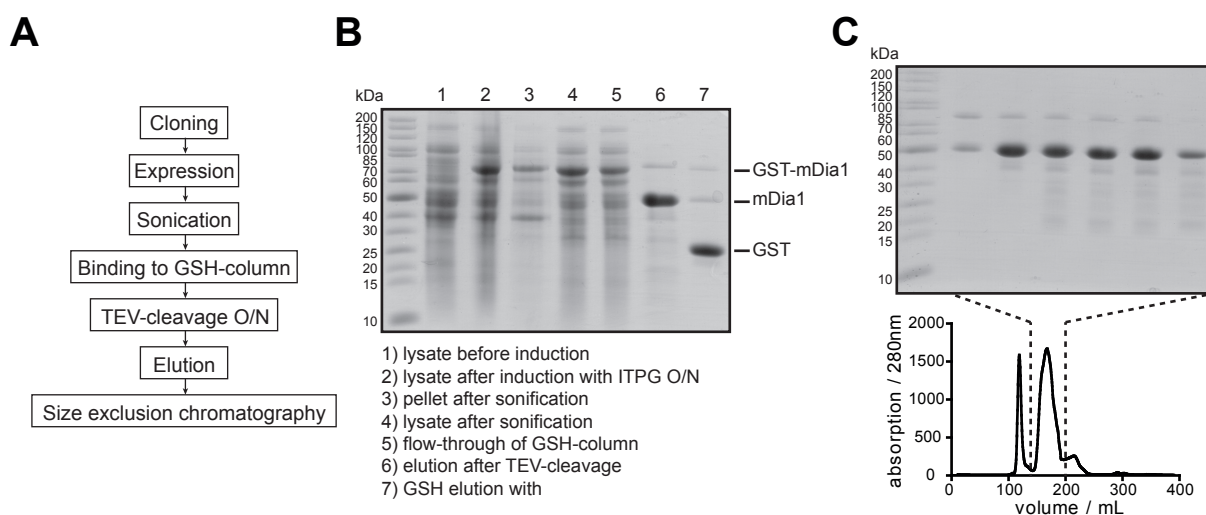 A
Cloning
Expression
Sonication
Binding to GSH-column
TEV-cleavage O/N
Elution
Size exclusion chromatography
B
kDa
1 2 3 4 5 6 7
200
150
120
100
85
70
60
50
40
30
25
20
15
10
GST-mDia1
mDia1
GST
1) lysate before induction
2) lysate after induction with ITPG O/N
3) pellet after sonification
4) lysate after sonification
5) flow-through of GSH-column
6) elution after TEV-cleavage
7) GSH elution with
C
kDa
200
150
120
100
85
70
60
50
40
30
25
20
15
10
absorption / 280nm
2000
1500
1000
500
0
0 100 200 300 400
volume / mL